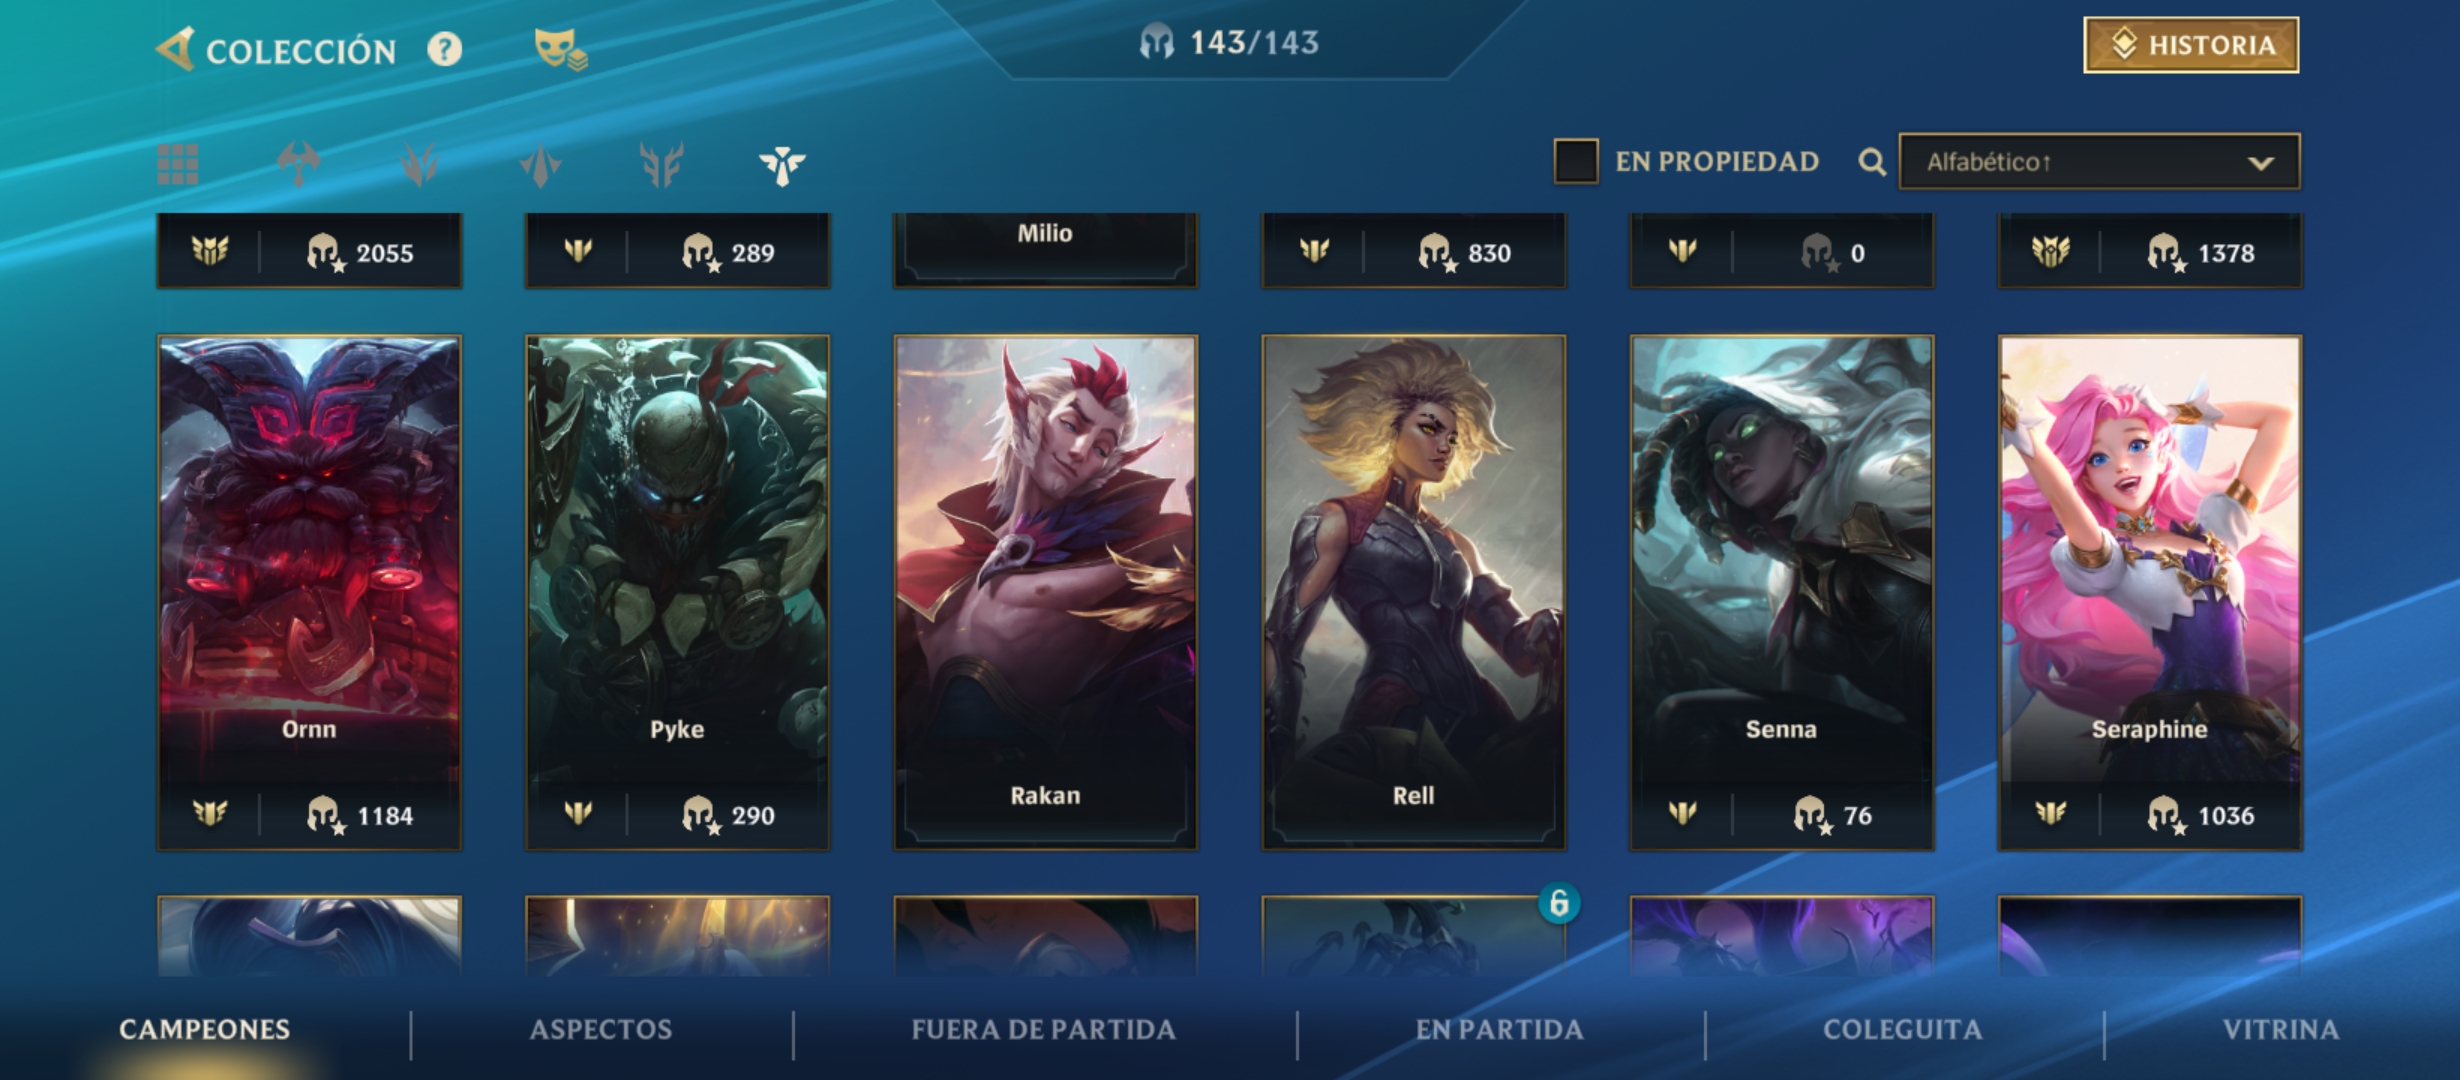 COLECCIÓN ?
143/143
HISTORIA
EN PROPIEDAD
Alfabético↑
2055
289
Milio
830
0
1378
Ornn
1184
Pyke
290
Rakan
Rell
Senna
76
Seraphine
1036
CAMPEONES
ASPECTOS
FUERA DE PARTIDA
EN PARTIDA
COLEGUITA
VITRINA